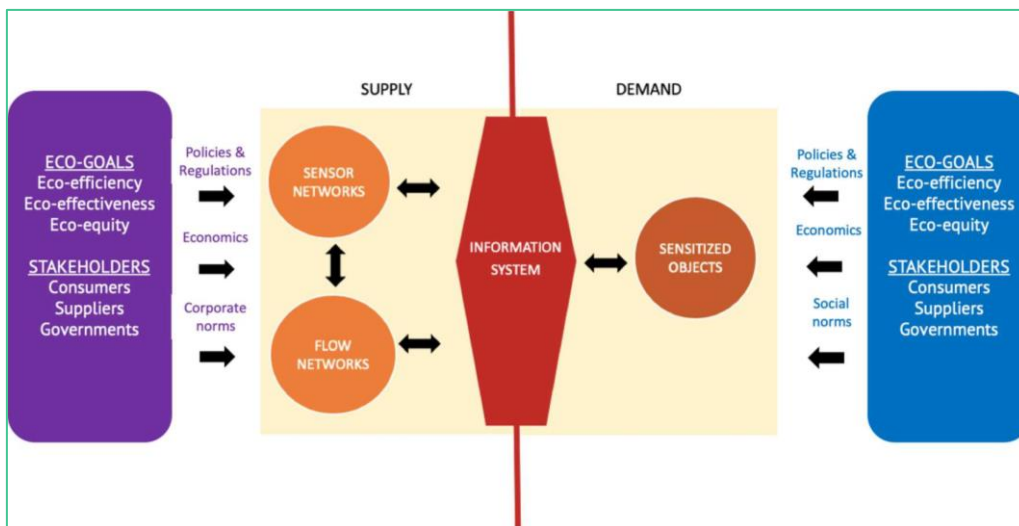 SUPPLY
DEMAND
ECO-GOALS
Eco-efficiency
Eco-effectiveness
Eco-equity
STAKEHOLDERS
Consumers
Suppliers
Governments
Policies &
Regulations
Economics
Corporate
norms
SENSOR
NETWORKS
FLOW
NETWORKS
INFORMATION
SYSTEM
SENSITIZED
OBJECTS
Policies &
Regulations
Economics
Social
norms
ECO-GOALS
Eco-efficiency
Eco-effectiveness
Eco-equity
STAKEHOLDERS
Consumers
Suppliers
Governments